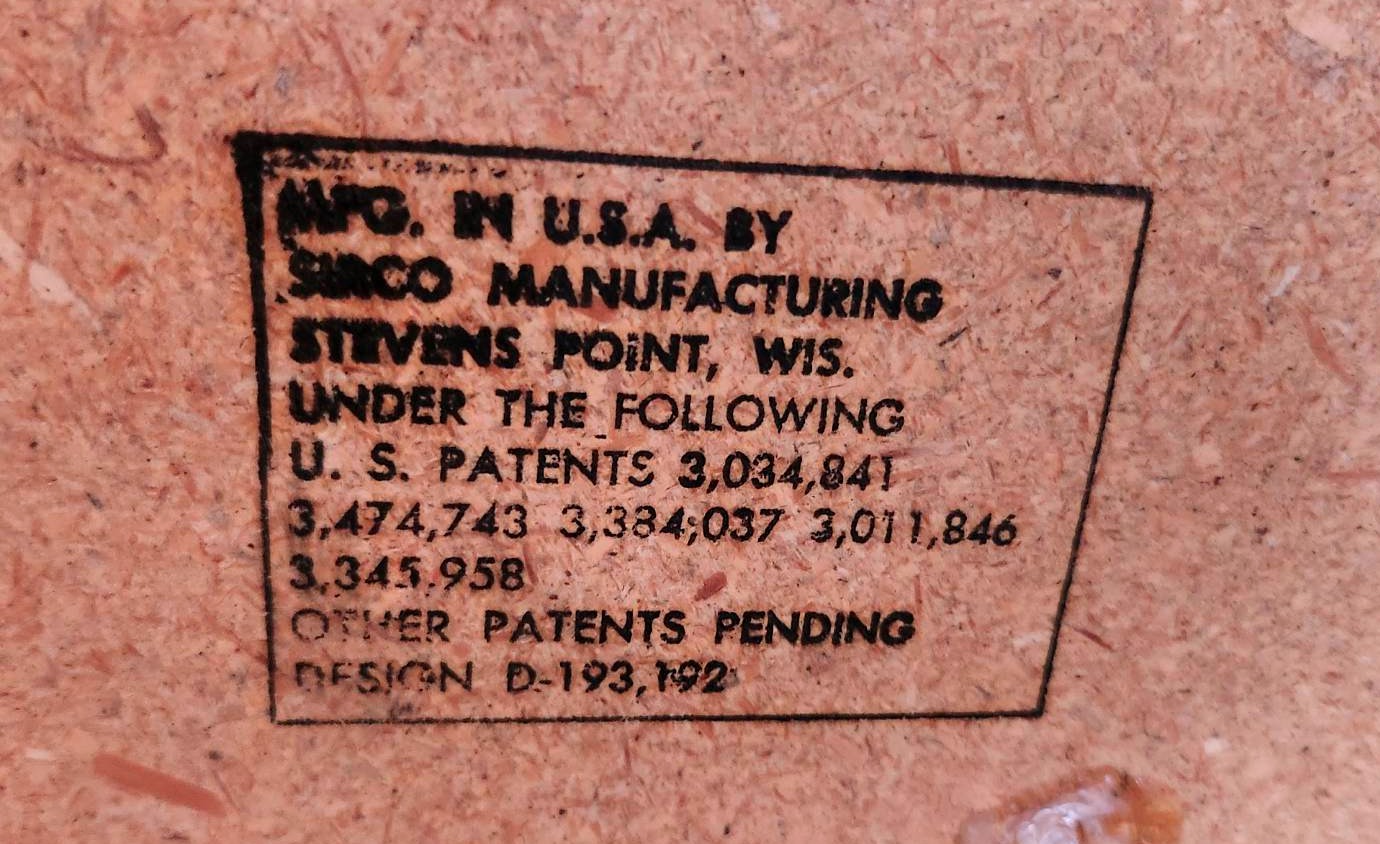 MFG. IN U.S.A. BY
MANUFACTURING
STEVENS POINT, WIS.
UNDER THE FOLLOWING
U. S. PATENTS 3,034,841
3,474,743 3,384,037 3,011,846
3,345.958
OTHER PATENTS PENDING
DESIGN D-193,192